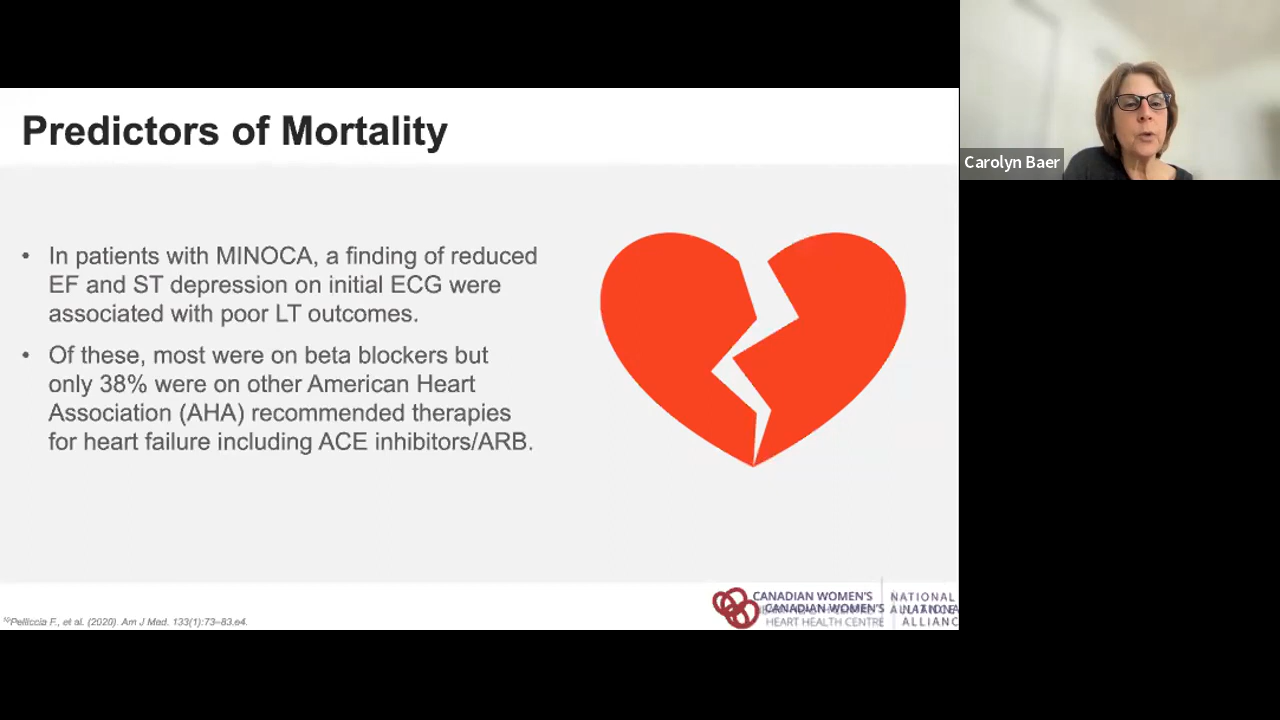 Predictors of Mortality
• In patients with MINOCA, a finding of reduced
EF and ST depression on initial ECG were
associated with poor LT outcomes.
• Of these, most were on beta blockers but
only 38% were on other American Heart
Association (AHA) recommended therapies
for heart failure including ACE inhibitors/ARB.
Pelliccia F., et al. (2020). Am J Med. 133(1):73–83.e4.
CANADIAN WOMEN'S
CANADIAN WOMEN'S
HEART HEALTH CENTRE
NATIONAL
ALLIANCE
Carolyn Baer